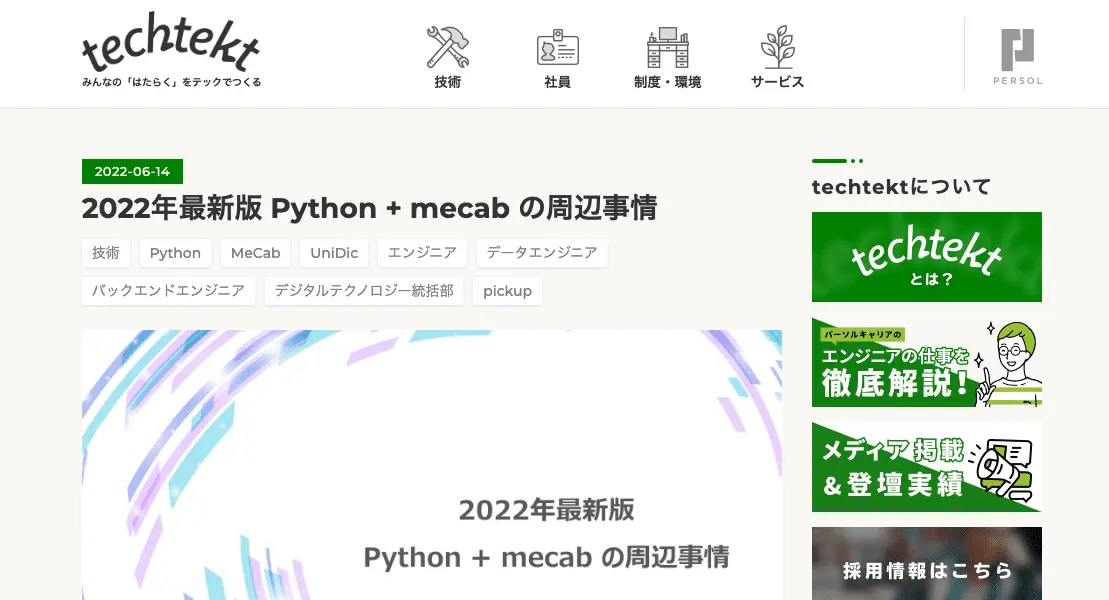 techtekt
みんなの「はたらく」をテックでつくる
技術
社員
制度・環境
サービス
PERSOL
2022-06-14
2022年最新版 Python + mecab の周辺事情
技術 Python MeCab UniDic エンジニア データエンジニア
バックエンドエンジニア デジタルテクノロジー統括部 pickup
2022年最新版
Python + mecab の周辺事情
techtektについて
techtekt
とは？
パーソルキャリアの
エンジニアの仕事を
徹底解説！
メディア掲載
＆登壇実績
採用情報はこちら